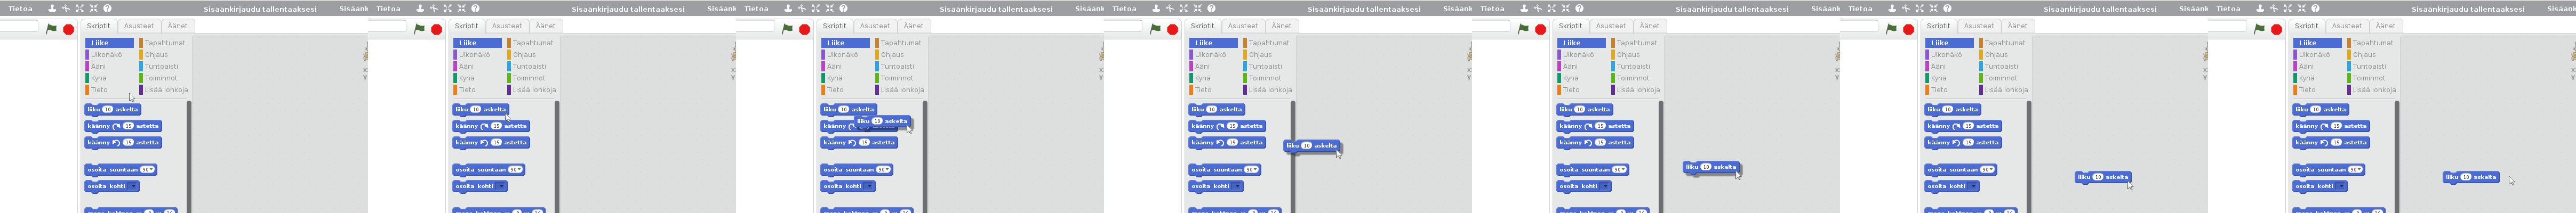 Tietoa Sisäänkirjaudu tallentaaksesi Sisäänk
Skriptit Asusteet Äänet
Liike Tapahtumat
Ulkonäkö Ohjaus
Ääni Tuntoaisti
Kynä Toiminnot
Tieto Lisää lohkoja
liiku 10 askelta
käänny 15 astetta
käänny 15 astetta
osoita suuntaan 90
osoita kohti
Tietoa Sisäänkirjaudu tallentaaksesi Sisäänk
Skriptit Asusteet Äänet
Liike Tapahtumat
Ulkonäkö Ohjaus
Ääni Tuntoaisti
Kynä Toiminnot
Tieto Lisää lohkoja
liiku 10 askelta
käänny 15 astetta
käänny 15 astetta
osoita suuntaan 90
osoita kohti
Tietoa Sisäänkirjaudu tallentaaksesi Sisäänk
Skriptit Asusteet Äänet
Liike Tapahtumat
Ulkonäkö Ohjaus
Ääni Tuntoaisti
Kynä Toiminnot
Tieto Lisää lohkoja
liiku 10 askelta
liiku 10 askelta
käänny
käänny 15 astetta
osoita suuntaan 90
osoita kohti
Tietoa Sisäänkirjaudu tallentaaksesi Sisäänk
Skriptit Asusteet Äänet
Liike Tapahtumat
Ulkonäkö Ohjaus
Ääni Tuntoaisti
Kynä Toiminnot
Tieto Lisää lohkoja
liiku 10 askelta
käänny 15 astetta
käänny 15 astetta
liiku 10 askelta
osoita suuntaan 90
osoita kohti
Tietoa Sisäänkirjaudu tallentaaksesi Sisäänk
Skriptit Asusteet Äänet
Liike Tapahtumat
Ulkonäkö Ohjaus
Ääni Tuntoaisti
Kynä Toiminnot
Tieto Lisää lohkoja
liiku 10 askelta
käänny 15 astetta
käänny 15 astetta
osoita suuntaan 90
liiku 10 askelta
osoita kohti
Tietoa Sisäänkirjaudu tallentaaksesi Sisäänk
Skriptit Asusteet Äänet
Liike Tapahtumat
Ulkonäkö Ohjaus
Ääni Tuntoaisti
Kynä Toiminnot
Tieto Lisää lohkoja
liiku 10 askelta
käänny 15 astetta
käänny 15 astetta
osoita suuntaan 90
liiku 10 askelta
osoita kohti
Tietoa Sisäänkirjaudu tallentaaksesi Sisäänk
Skriptit Asusteet Äänet
Liike Tapahtumat
Ulkonäkö Ohjaus
Ääni Tuntoaisti
Kynä Toiminnot
Tieto Lisää lohkoja
liiku 10 askelta
käänny 15 astetta
käänny 15 astetta
osoita suuntaan 90
liiku 10 askelta
osoita kohti